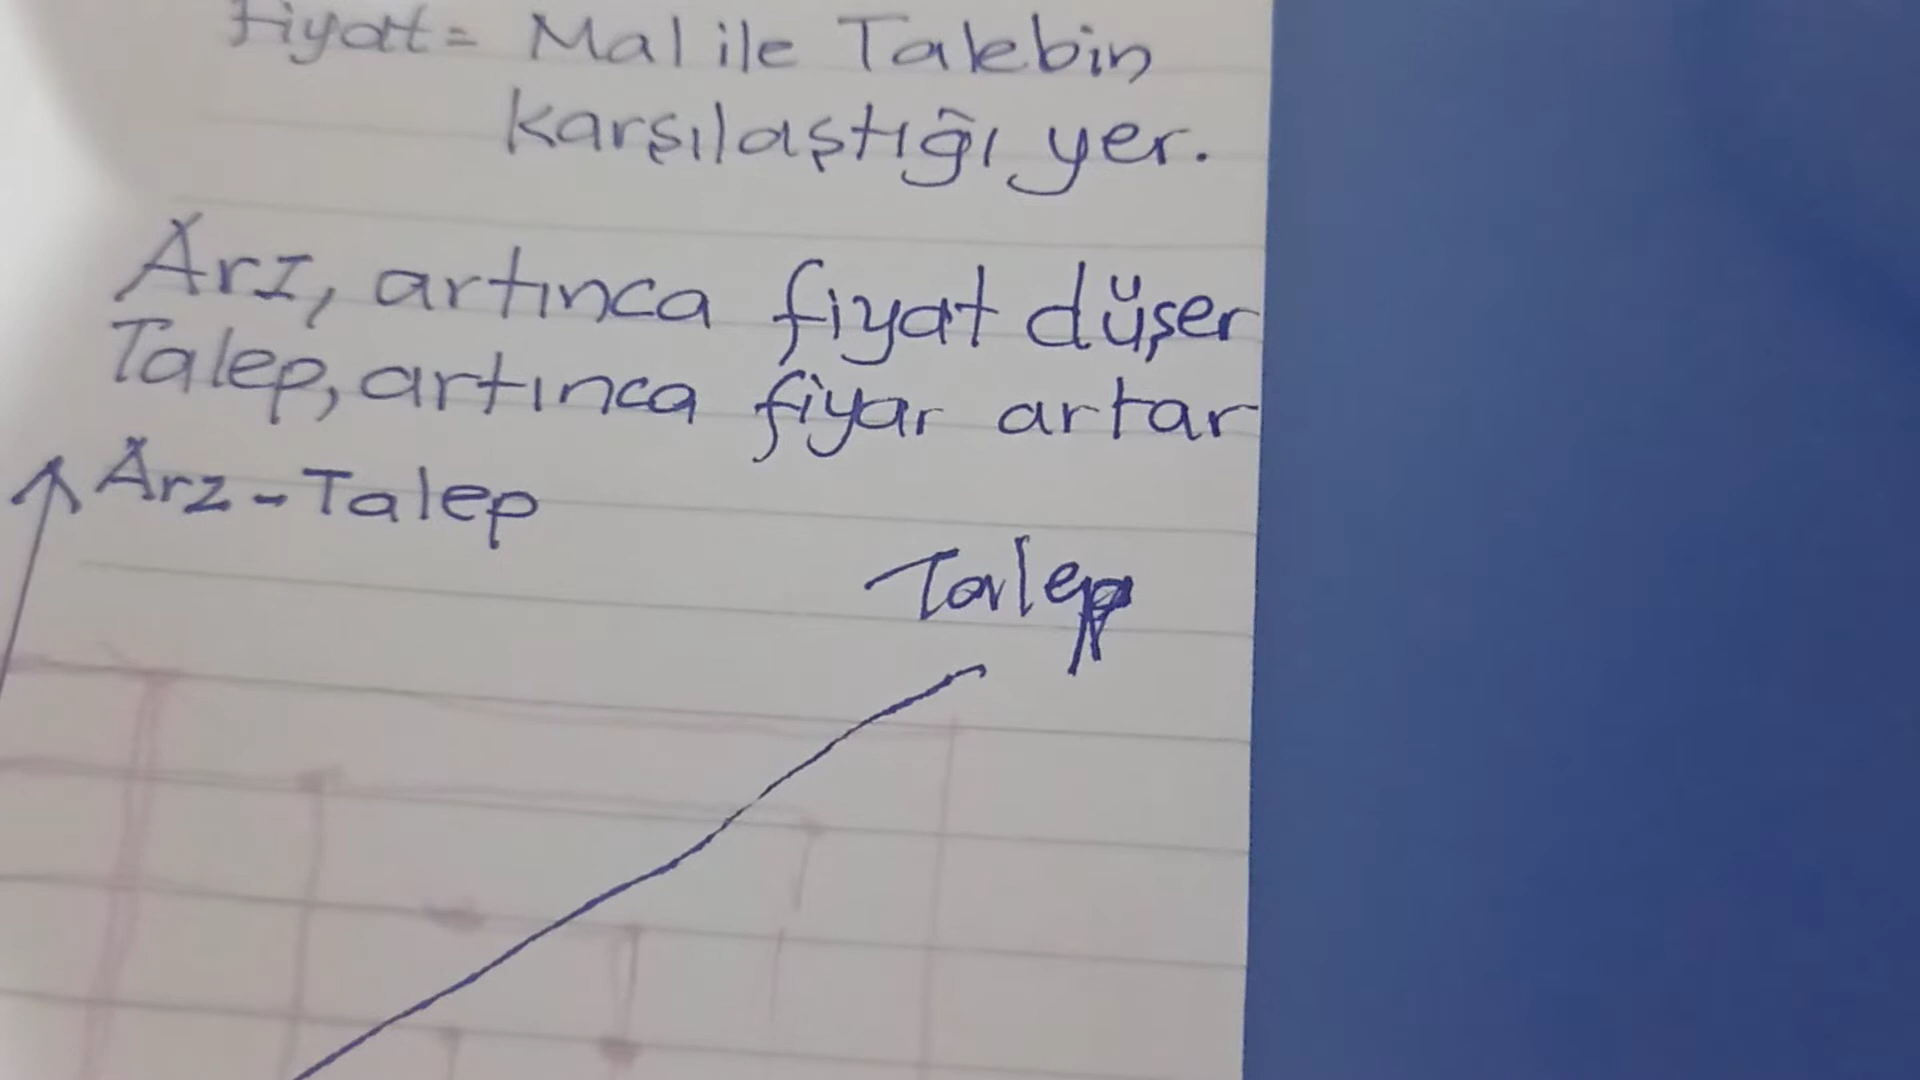 Fiyat = Mal ile Talebin
karşılaştığı yer.
Arz, artınca fiyat düşer
Talep, artınca fiyar artar
Arz - Talep
Talep